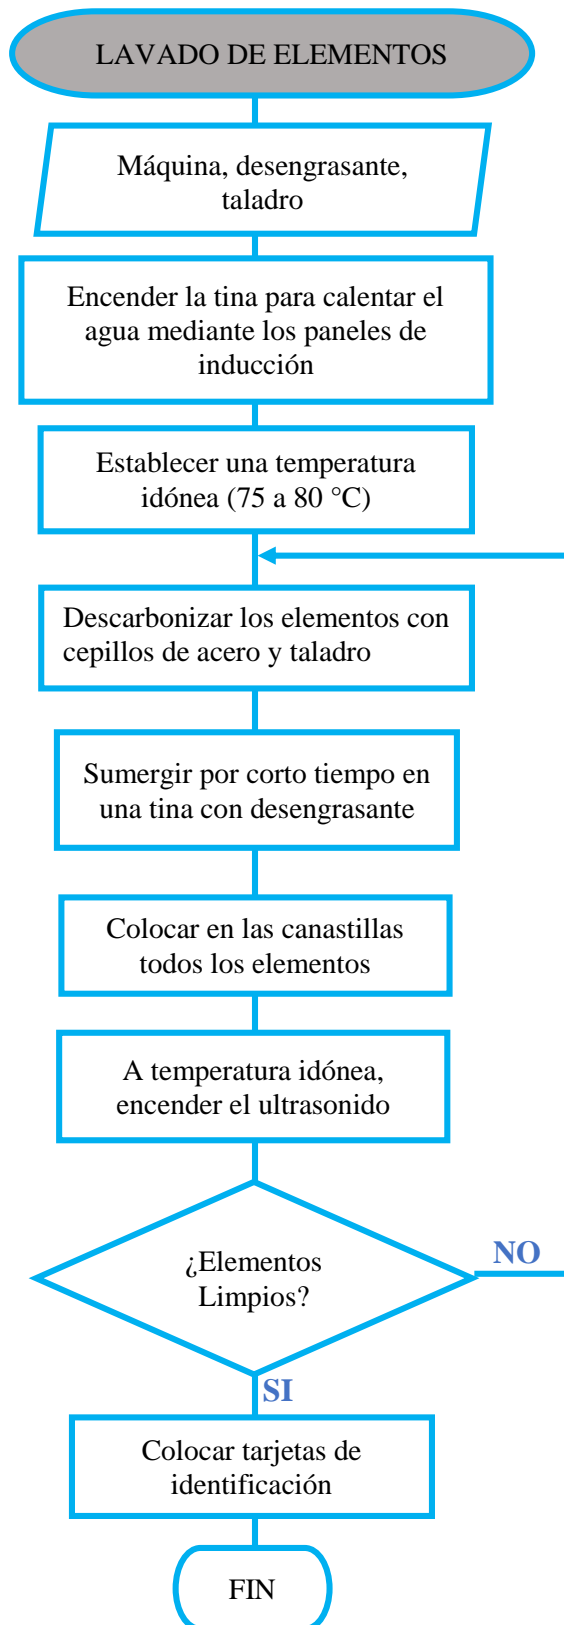 LAVADO DE ELEMENTOS
Máquina, desengrasante,
taladro
Encender la tina para calentar el
agua mediante los paneles de
inducción
Establecer una temperatura
idónea (75 a 80 °C)
Descarbonizar los elementos con
cepillos de acero y taladro
Sumergir por corto tiempo en
una tina con desengrasante
Colocar en las canastillas
todos los elementos
A temperatura idónea,
encender el ultrasonido
¿Elementos
Limpios?
NO
SI
Colocar tarjetas de
identificación
FIN